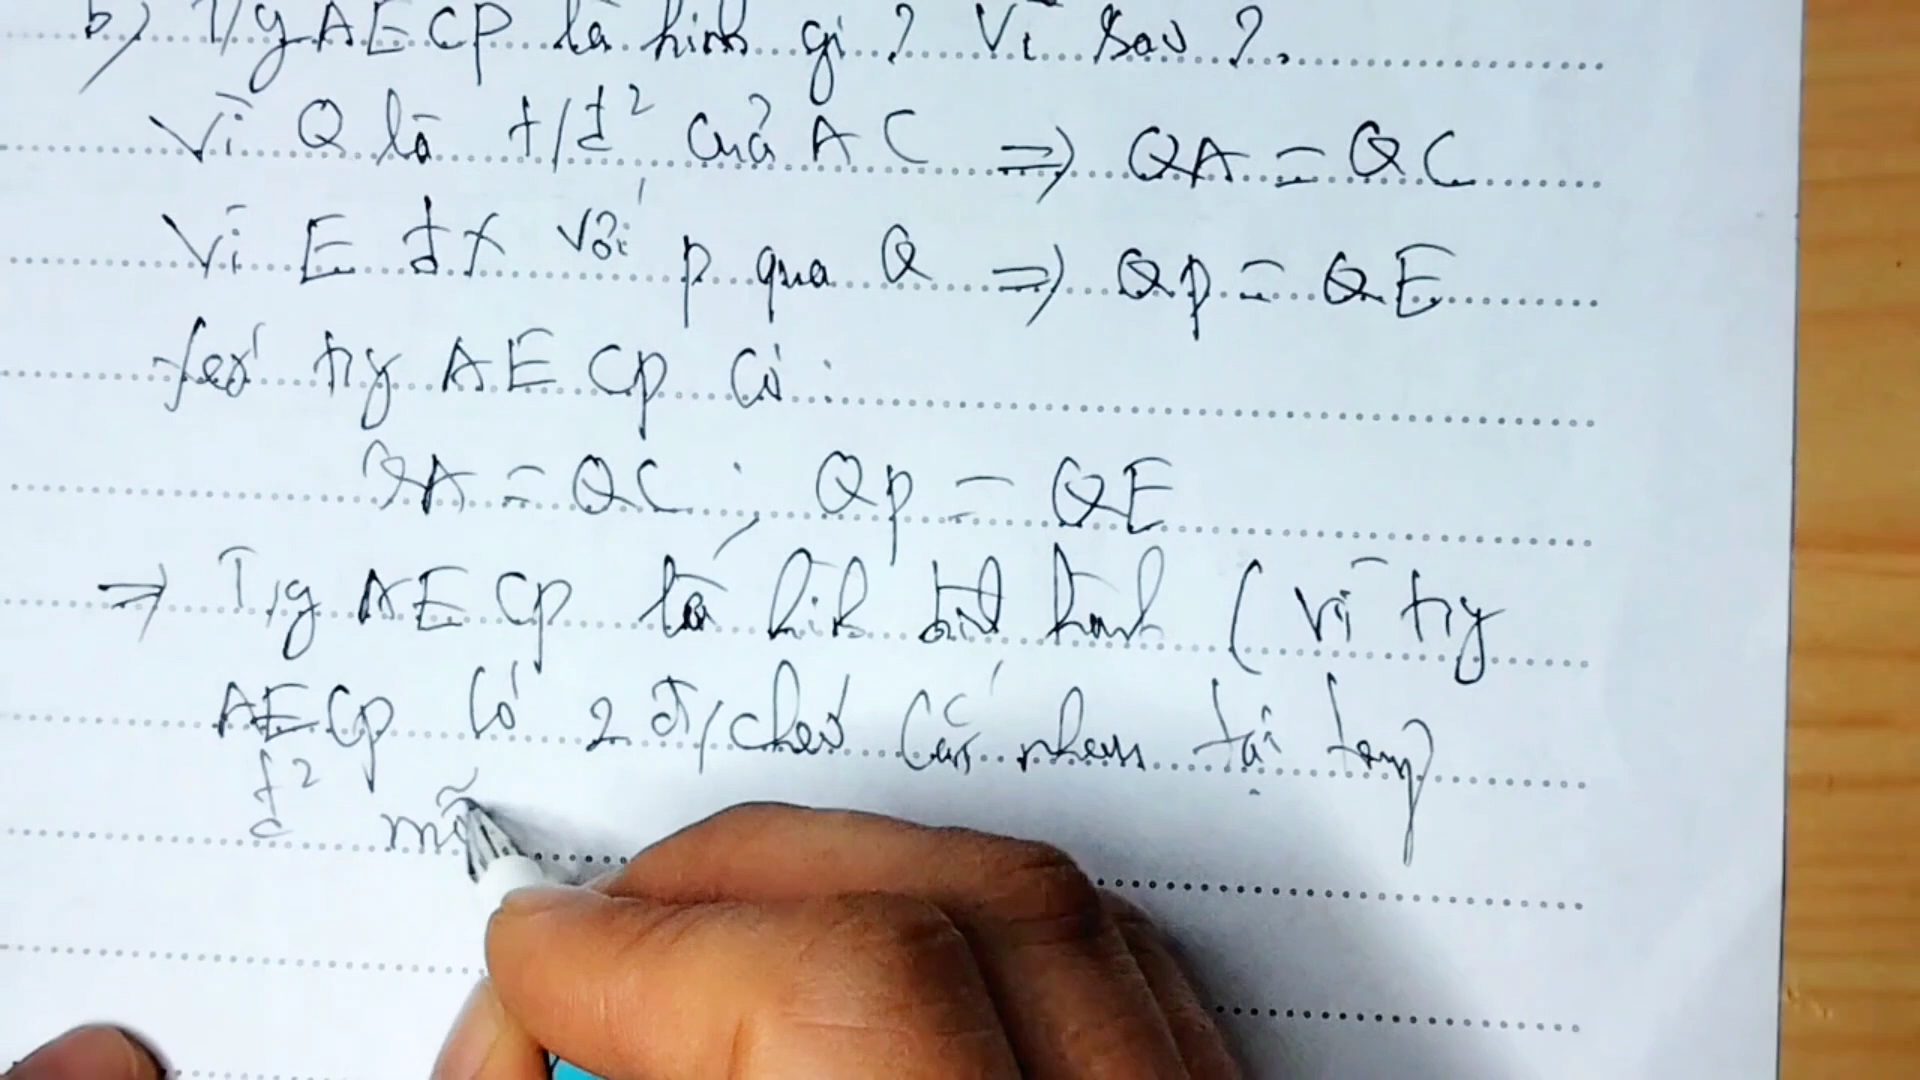 b) T/g AECP là hình gì ? Vì sao ?.
Vì Q là t/đ² của AC ⇒ QA = QC
Vì E đx với P qua Q ⇒ QP = QE
Xét t/g AECP có :
QA = QC ; QP = QE
⇒ T/g AECP là hình bình hành ( vì t/g
AECP có 2 đ/chéo cắt nhau tại trung
đ² mỗ